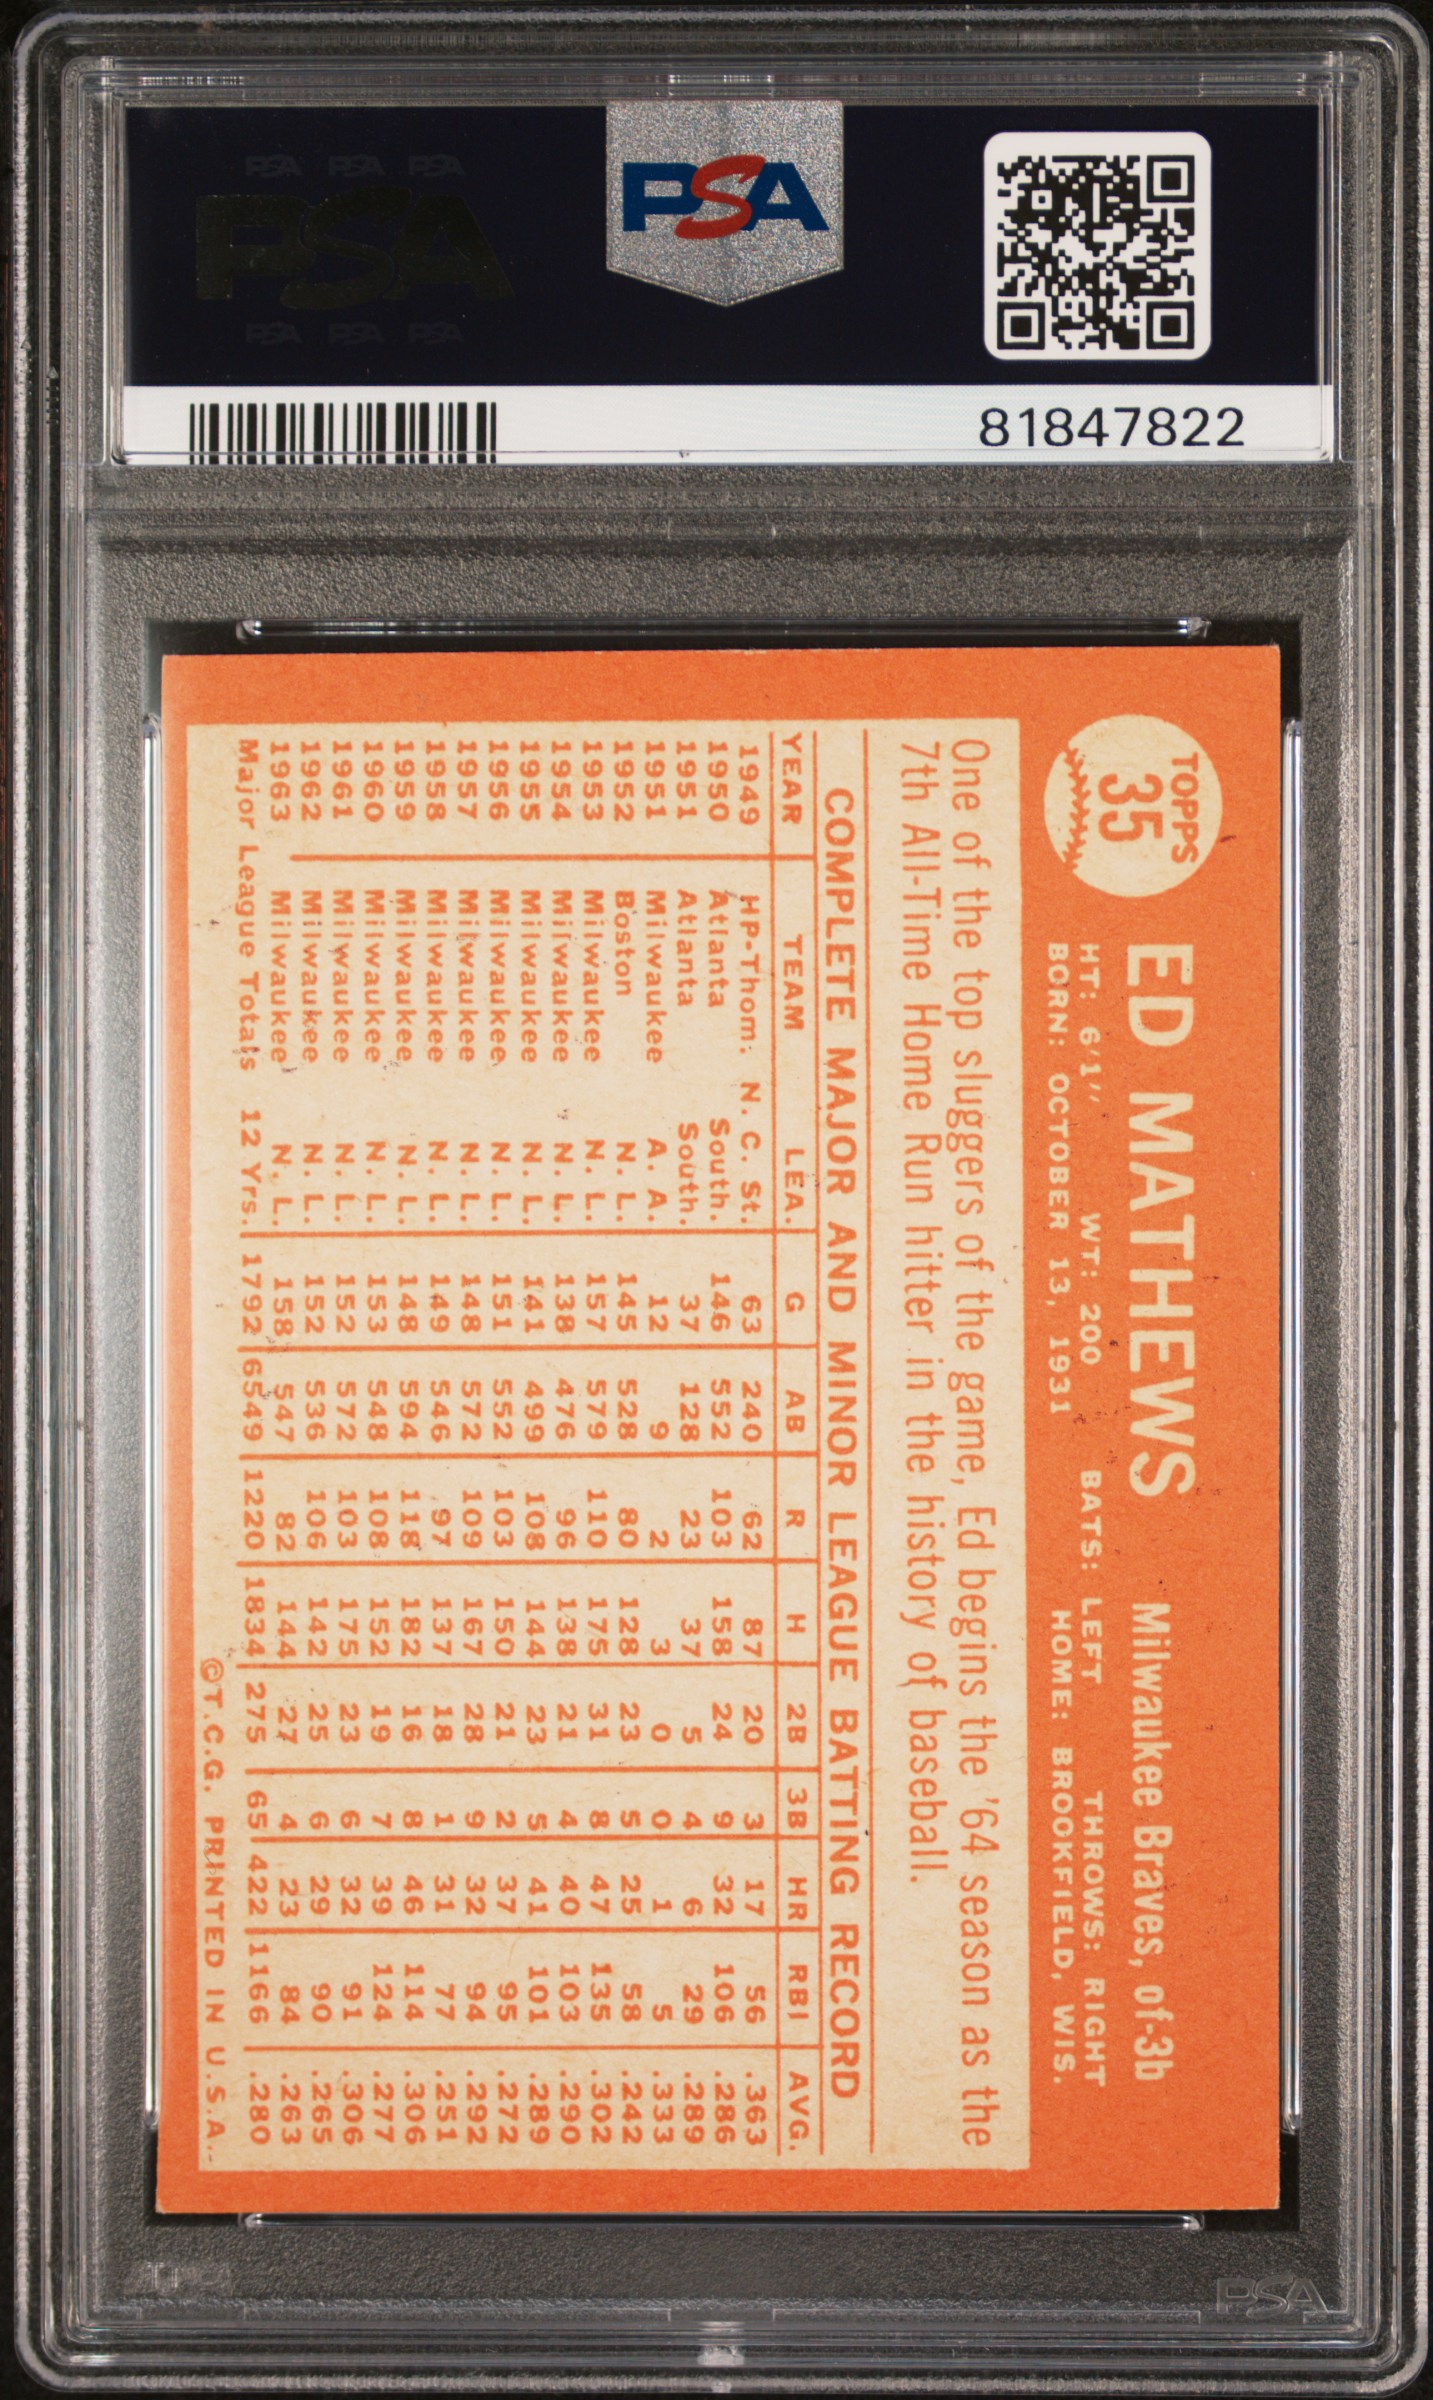 PSA PSA PSA
PSA
PSA PSA PSA
PSA
81847822
TOPPS
35
ED MATHEWS Milwaukee Braves, of-3b
HT: 6'1" WT: 200 BATS: LEFT THROWS: RIGHT
BORN: OCTOBER 13, 1931 HOME: BROOKFIELD, WIS.
One of the top sluggers of the game, Ed begins the '64 season as the
7th All-Time Home Run hitter in the history of baseball.
COMPLETE MAJOR AND MINOR LEAGUE BATTING RECORD
YEAR TEAM LEA. G AB R H 2B 3B HR RBI AVG.
1949 HP-Thom: N. C. St. 63 240 62 87 20 3 17 56 .363
1950 Atlanta South. 146 552 103 158 24 9 32 106 .286
1951 Atlanta South. 37 128 23 37 5 4 6 29 .289
1951 Milwaukee A. A. 12 9 2 3 0 0 1 5 .333
1952 Boston N. L. 145 528 80 128 23 5 25 58 .242
1953 Milwaukee N. L. 157 579 110 175 31 8 47 135 .302
1954 Milwaukee N. L. 138 476 96 138 21 4 40 103 .290
1955 Milwaukee N. L. 141 499 108 144 23 5 41 101 .289
1956 Milwaukee N. L. 151 552 103 150 21 2 37 95 .272
1957 Milwaukee N. L. 148 572 109 167 28 9 32 94 .292
1958 Milwaukee N. L. 149 546 97 137 18 1 31 77 .251
1959 Milwaukee N. L. 148 594 118 182 16 8 46 114 .306
1960 Milwaukee N. L. 153 548 108 152 19 7 39 124 .277
1961 Milwaukee N. L. 152 572 103 175 23 6 32 91 .306
1962 Milwaukee N. L. 152 536 106 142 25 6 29 90 .265
1963 Milwaukee N. L. 158 547 82 144 27 4 23 84 .263
Major League Totals 12 Yrs. 1792 6549 1220 1834 275 65 422 1166 .280
©T.C.G. PRINTED IN U.S.A.
PSA